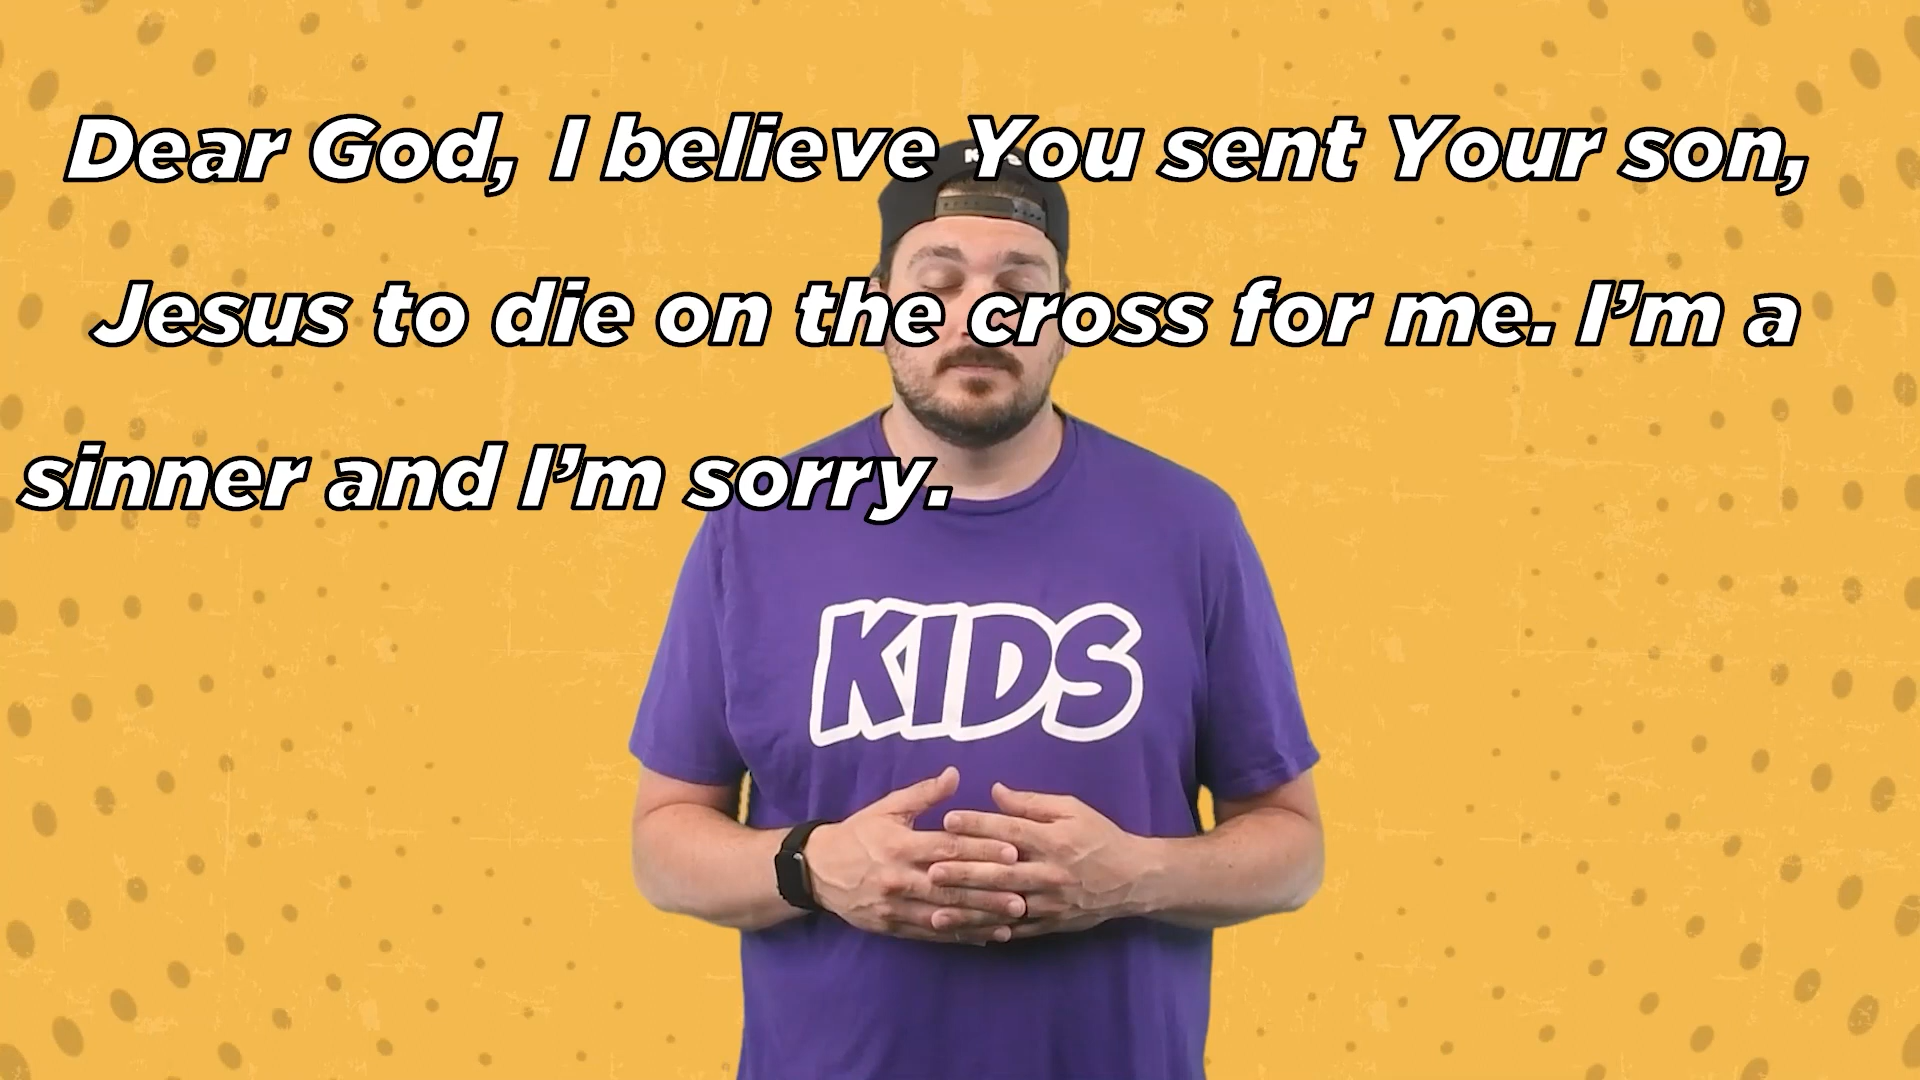 Dear God, I believe You sent Your son,
Jesus to die on the cross for me. I’m a
sinner and I’m sorry.
KIDS